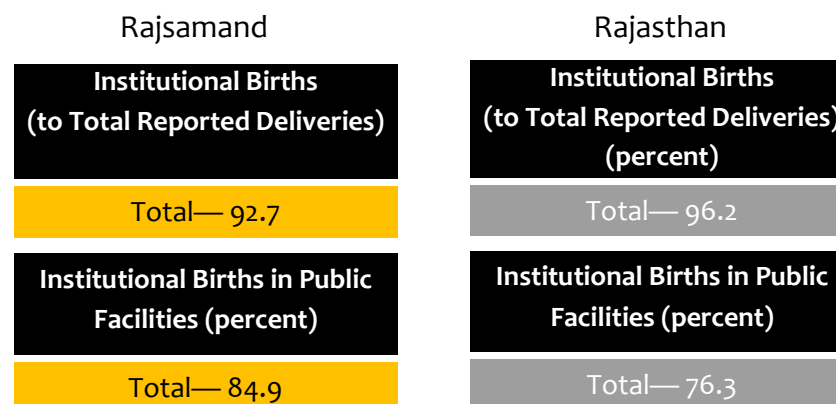 Rajsamand
Institutional Births
(to Total Reported Deliveries)
Total— 92.7
Institutional Births in Public
Facilities (percent)
Total— 84.9
Rajasthan
Institutional Births
(to Total Reported Deliveries)
(percent)
Total— 96.2
Institutional Births in Public
Facilities (percent)
Total— 76.3